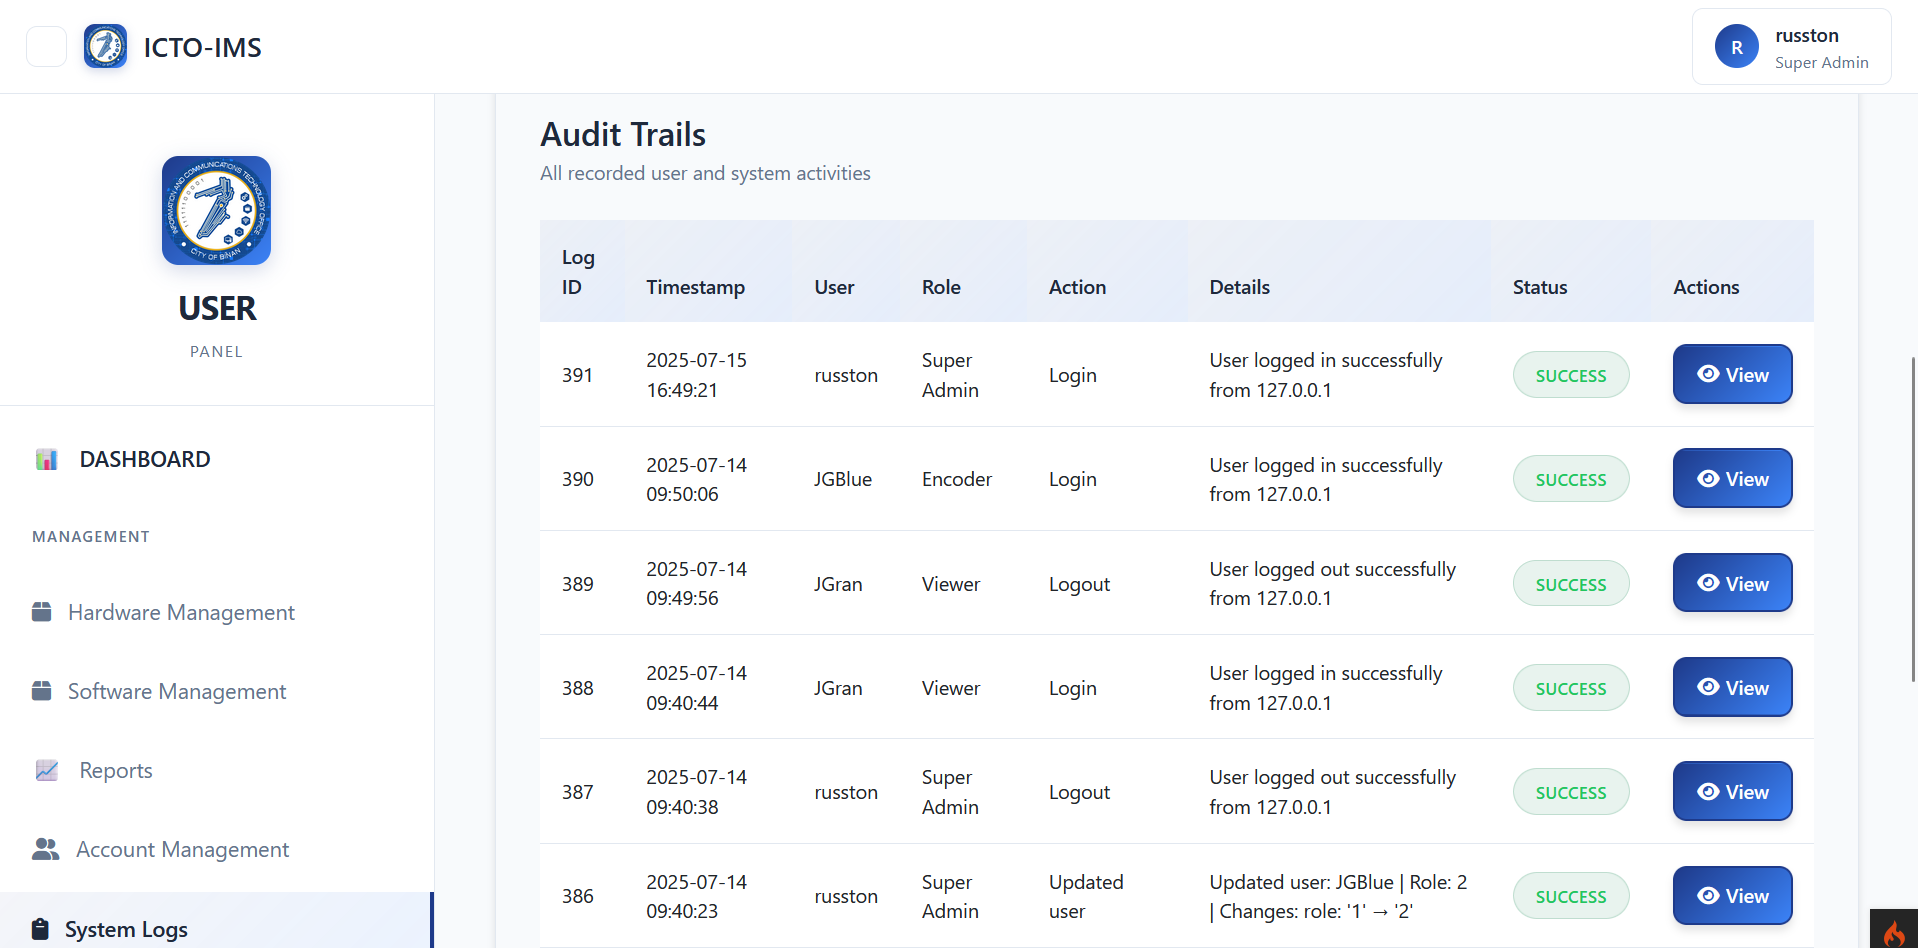 ICTO-IMS
R
russton
Super Admin
INFORMATION AND COMMUNICATIONS TECHNOLOGY OFFICE
CITY OF BIÑAN
USER
PANEL
DASHBOARD
MANAGEMENT
Hardware Management
Software Management
Reports
Account Management
System Logs
Audit Trails
All recorded user and system activities
Log ID Timestamp User Role Action Details Status Actions
391 2025-07-15 16:49:21 russton Super Admin Login User logged in successfully from 127.0.0.1 SUCCESS View
390 2025-07-14 09:50:06 JGBlue Encoder Login User logged in successfully from 127.0.0.1 SUCCESS View
389 2025-07-14 09:49:56 JGran Viewer Logout User logged out successfully from 127.0.0.1 SUCCESS View
388 2025-07-14 09:40:44 JGran Viewer Login User logged in successfully from 127.0.0.1 SUCCESS View
387 2025-07-14 09:40:38 russton Super Admin Logout User logged out successfully from 127.0.0.1 SUCCESS View
386 2025-07-14 09:40:23 russton Super Admin Updated user Updated user: JGBlue | Role: 2 | Changes: role: '1' → '2' SUCCESS View